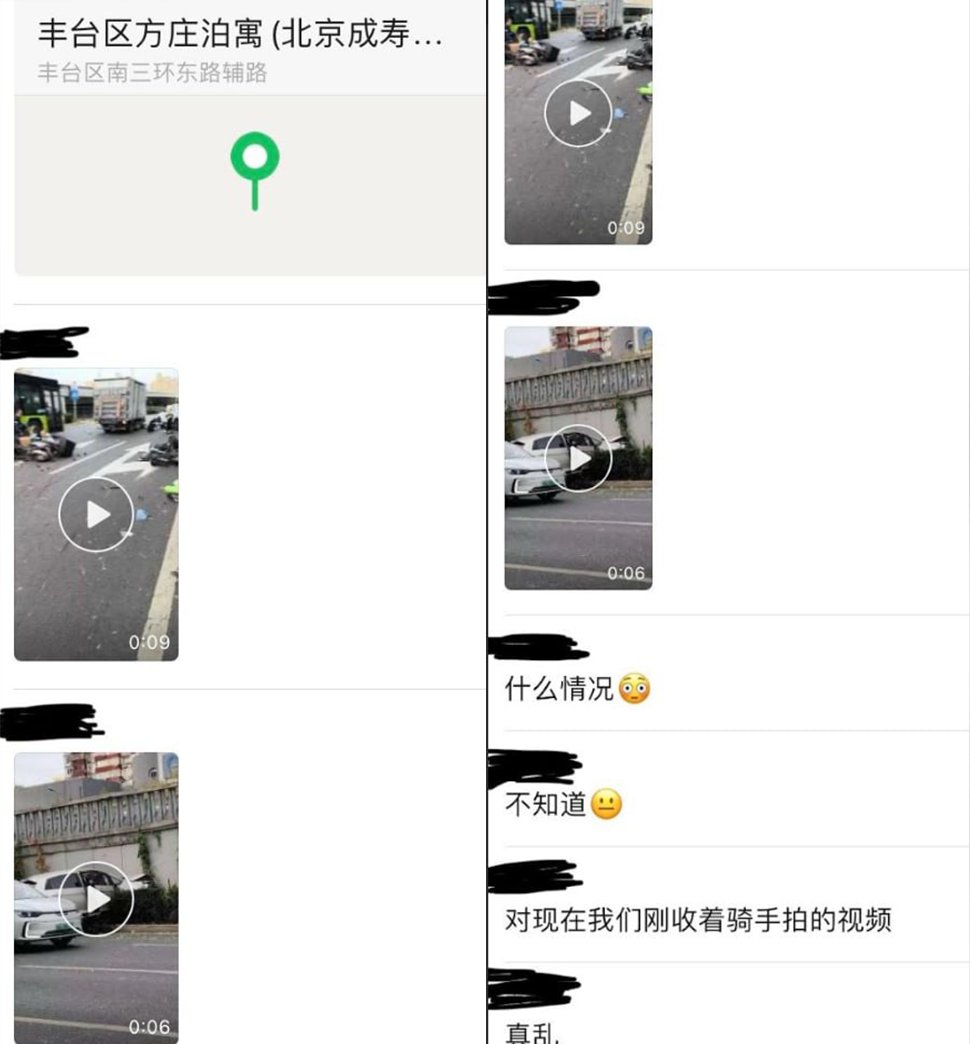 丰台区方庄泊寓(北京成寿...
丰台区南三环东路辅路
0:09
0:06
0:09
0:06
什么情况😳
不知道😐
对现在我们刚收着骑手拍的视频
真乱